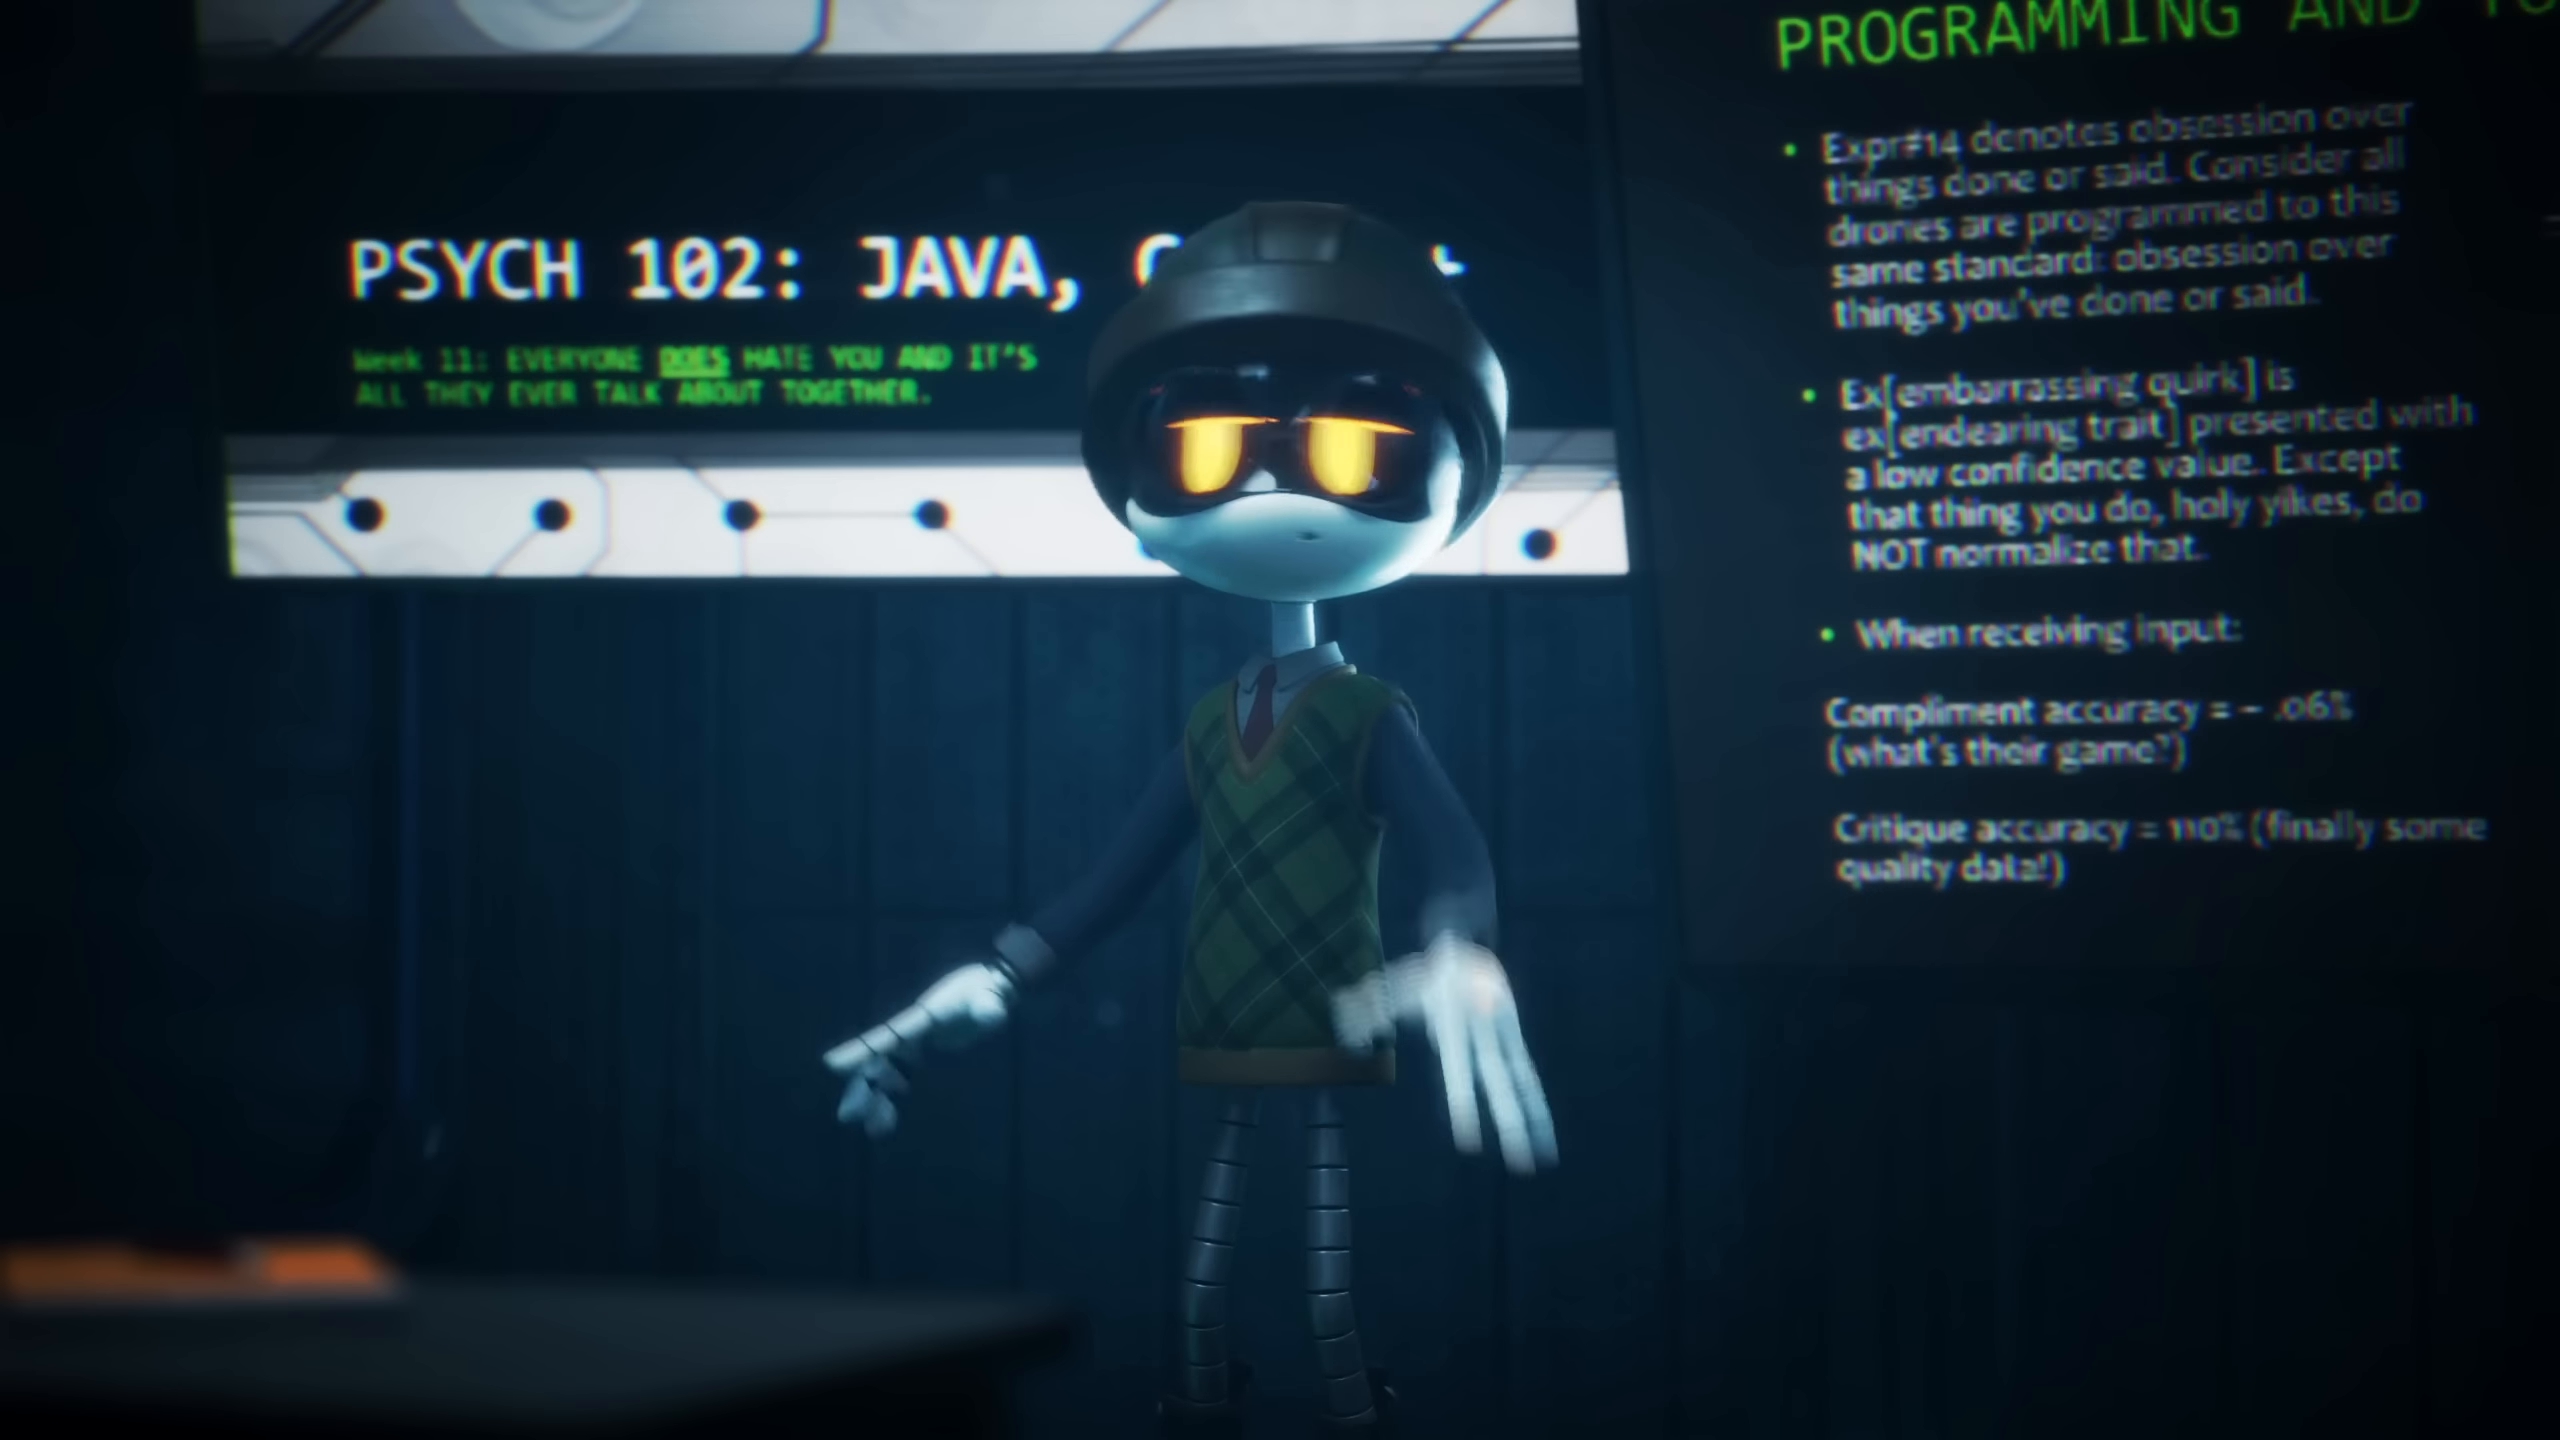 PSYCH 102: JAVA,
Week 11: EVERYONE DOES HATE YOU AND IT'S
ALL THEY EVER TALK ABOUT TOGETHER.
PROGRAMMING AND
• Expr#14 denotes obsession over
things done or said. Consider all
drones are programmed to this
same standard: obsession over
things you've done or said.
• Ex[embarrassing quirk] is
ex[endearing trait] presented with
a low confidence value. Except
that thing you do, holy yikes, do
NOT normalize that.
• When receiving input:
Compliment accuracy = - .06%
(what's their game?)
Critique accuracy = 110% (finally some
quality data!)